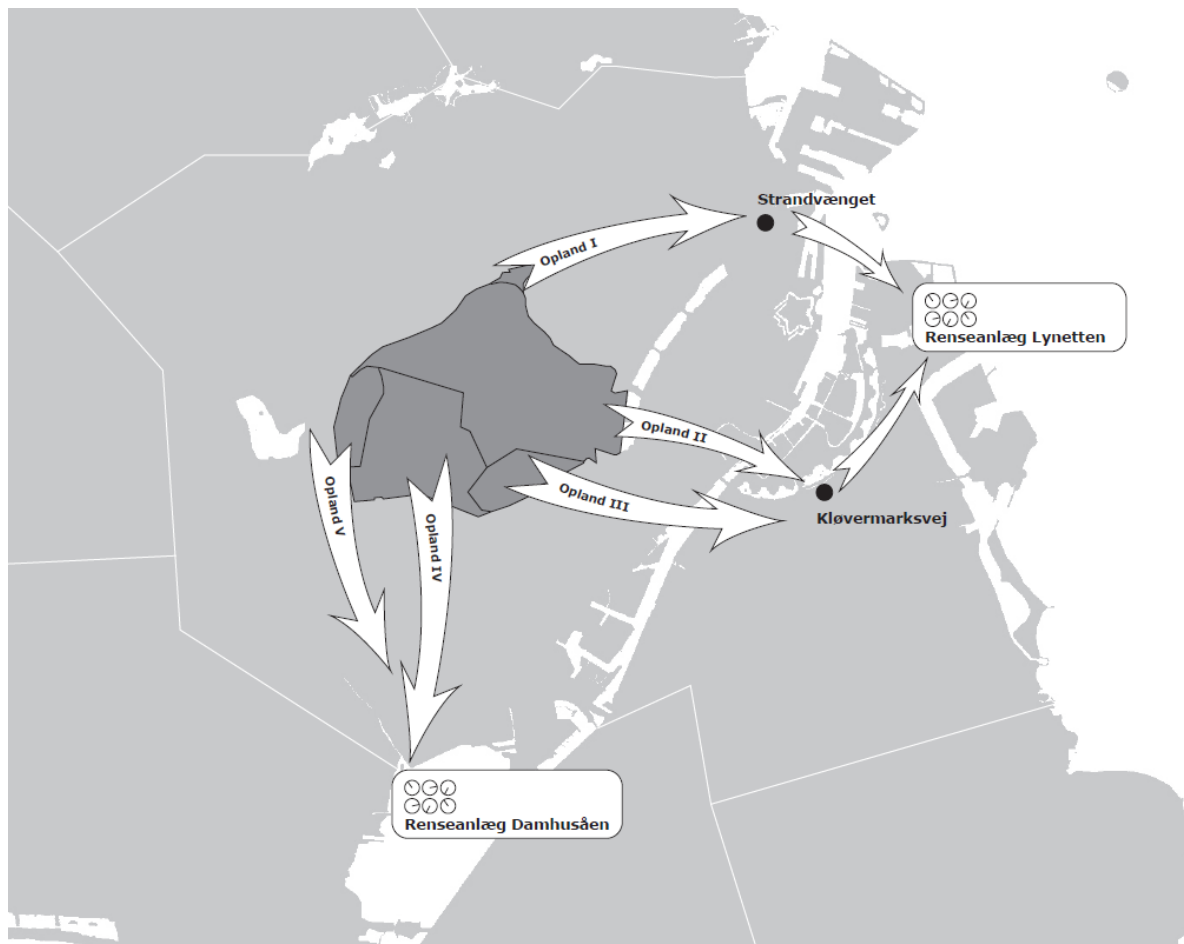 Strandvænget
Opland I
Renseanlæg Lynetten
Opland II
Opland III
Kløvermarksvej
Opland V
Opland IV
Renseanlæg Damhusåen